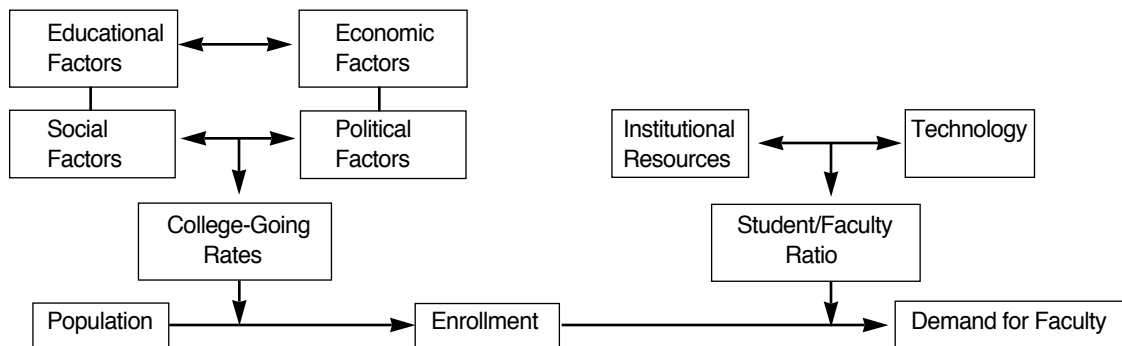 Educational
Factors
Economic
Factors
Social
Factors
Political
Factors
Institutional
Resources
Technology
College-Going
Rates
Student/Faculty
Ratio
Population
Enrollment
Demand for Faculty